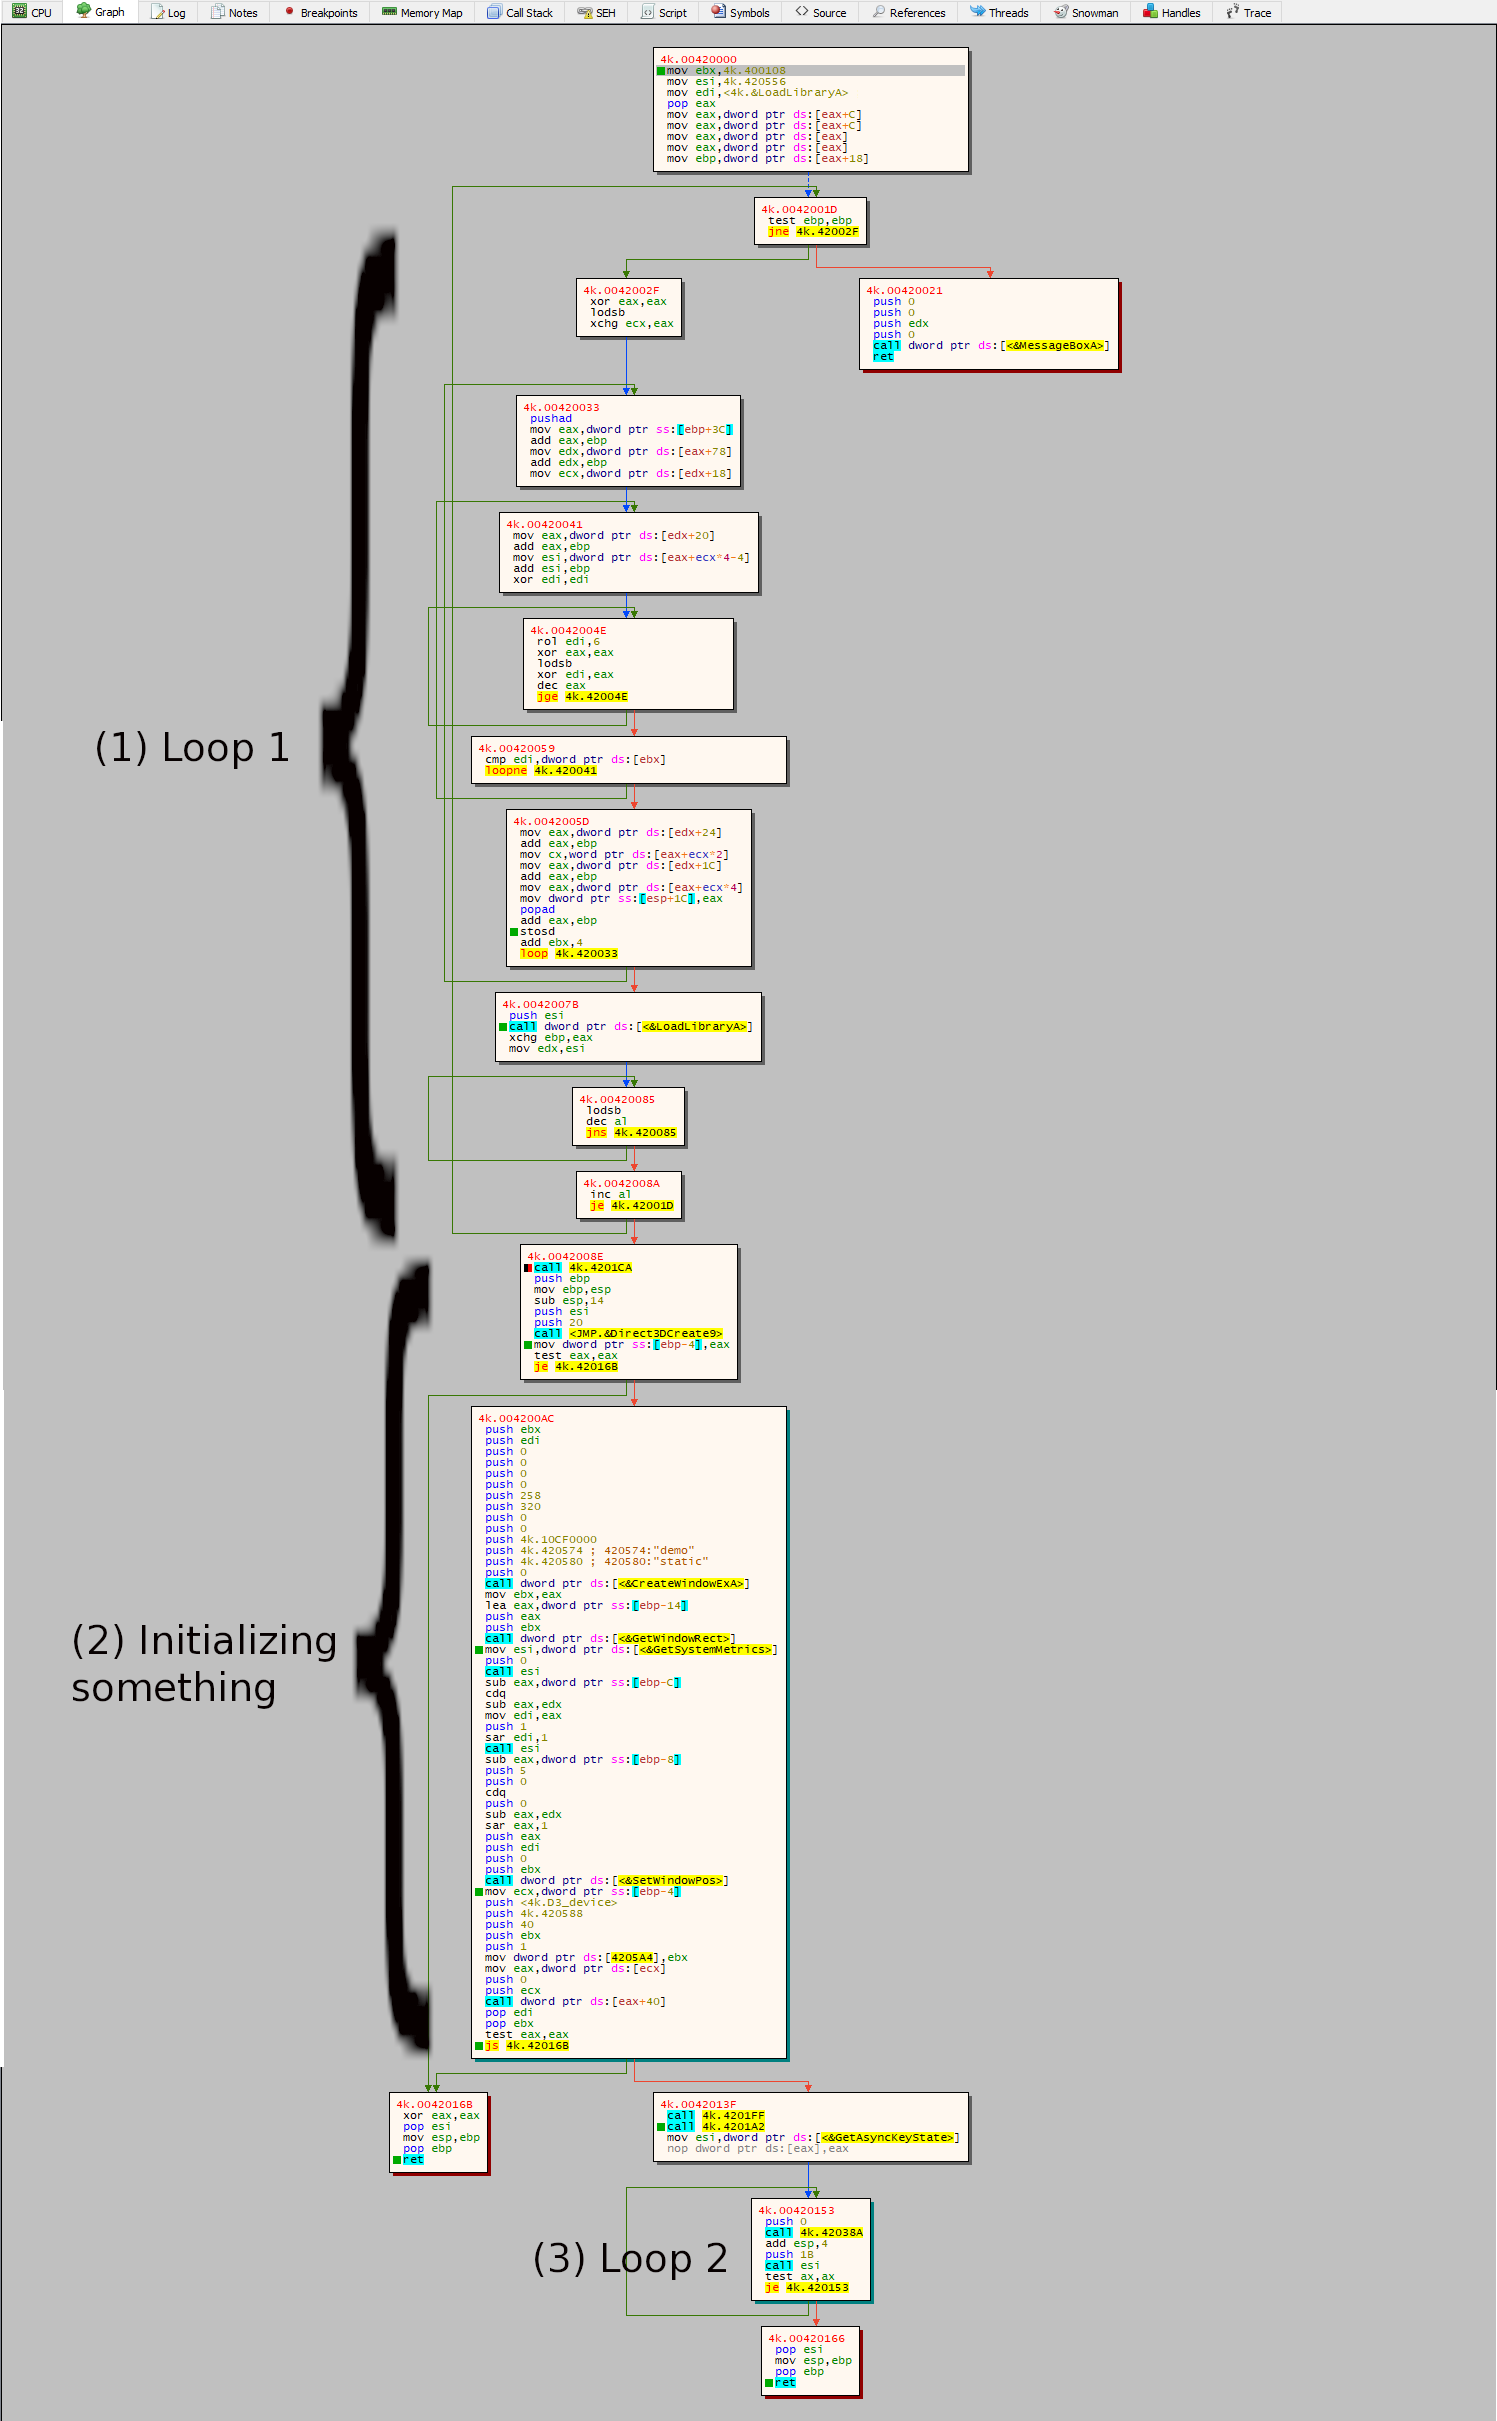 CPU Graph Log Notes Breakpoints Memory Map Call Stack SEH Script Symbols Source References Threads Snowman Handles Trace
4k.00420000
mov ebx,4k.400108
mov esi,4k.420556
mov edi,<4k.&LoadLibraryA>
pop eax
mov eax,dword ptr ds:[eax+C]
mov eax,dword ptr ds:[eax+C]
mov eax,dword ptr ds:[eax]
mov eax,dword ptr ds:[eax]
mov ebp,dword ptr ds:[eax+18]
4k.0042001D
test ebp,ebp
jne 4k.42002F
4k.0042002F
xor eax,eax
lodsb
xchg ecx,eax
4k.00420021
push 0
push 0
push edx
push 0
call dword ptr ds:[<&MessageBoxA>]
ret
4k.00420033
pushad
mov eax,dword ptr ss:[ebp+3C]
add eax,ebp
mov edx,dword ptr ds:[eax+78]
add edx,ebp
mov ecx,dword ptr ds:[edx+18]
4k.00420041
mov eax,dword ptr ds:[edx+20]
add eax,ebp
mov esi,dword ptr ds:[eax+ecx*4-4]
add esi,ebp
xor edi,edi
4k.0042004E
rol edi,6
xor eax,eax
lodsb
xor edi,eax
dec eax
jge 4k.42004E
(1) Loop 1
4k.00420059
cmp edi,dword ptr ds:[ebx]
loopne 4k.420041
4k.0042005D
mov eax,dword ptr ds:[edx+24]
add eax,ebp
mov cx,word ptr ds:[eax+ecx*2]
mov eax,dword ptr ds:[edx+1C]
add eax,ebp
mov eax,dword ptr ds:[eax+ecx*4]
mov dword ptr ss:[esp+1C],eax
popad
add eax,ebp
stosd
add ebx,4
loop 4k.420033
4k.0042007B
push esi
call dword ptr ds:[<&LoadLibraryA>]
xchg ebp,eax
mov edx,esi
4k.00420085
lodsb
dec al
jns 4k.420085
4k.0042008A
inc al
je 4k.42001D
4k.0042008E
call 4k.4201CA
push ebp
mov ebp,esp
sub esp,14
push esi
push 20
call <JMP.&Direct3DCreate9>
mov dword ptr ss:[ebp-4],eax
test eax,eax
je 4k.42016B
4k.004200AC
push ebx
push edi
push 0
push 0
push 0
push 0
push 258
push 320
push 0
push 0
push 4k.10CF0000
push 4k.420574 ; 420574:"demo"
push 4k.420580 ; 420580:"static"
push 0
call dword ptr ds:[<&CreateWindowExA>]
mov ebx,eax
lea eax,dword ptr ss:[ebp-14]
push eax
push ebx
call dword ptr ds:[<&GetWindowRect>]
mov esi,dword ptr ds:[<&GetSystemMetrics>]
push 0
call esi
sub eax,dword ptr ss:[ebp-C]
cdq
sub eax,edx
mov edi,eax
push 1
sar edi,1
call esi
sub eax,dword ptr ss:[ebp-8]
push 5
push 0
cdq
push 0
sub eax,edx
sar eax,1
push eax
push edi
push 0
push ebx
call dword ptr ds:[<&SetWindowPos>]
mov ecx,dword ptr ss:[ebp-4]
push <4k.D3_device>
push 4k.420588
push 40
push ebx
push 1
mov dword ptr ds:[4205A4],ebx
mov eax,dword ptr ds:[ecx]
push 0
push ecx
call dword ptr ds:[eax+40]
pop edi
pop ebx
test eax,eax
js 4k.42016B
(2) Initializing
something
4k.0042016B
xor eax,eax
pop esi
mov esp,ebp
pop ebp
ret
4k.0042013F
call 4k.4201FF
call 4k.4201A2
mov esi,dword ptr ds:[<&GetAsyncKeyState>]
nop dword ptr ds:[eax],eax
(3) Loop 2
4k.00420153
push 0
call 4k.42038A
add esp,4
push 1B
call esi
test ax,ax
je 4k.420153
4k.00420166
pop esi
mov esp,ebp
pop ebp
ret